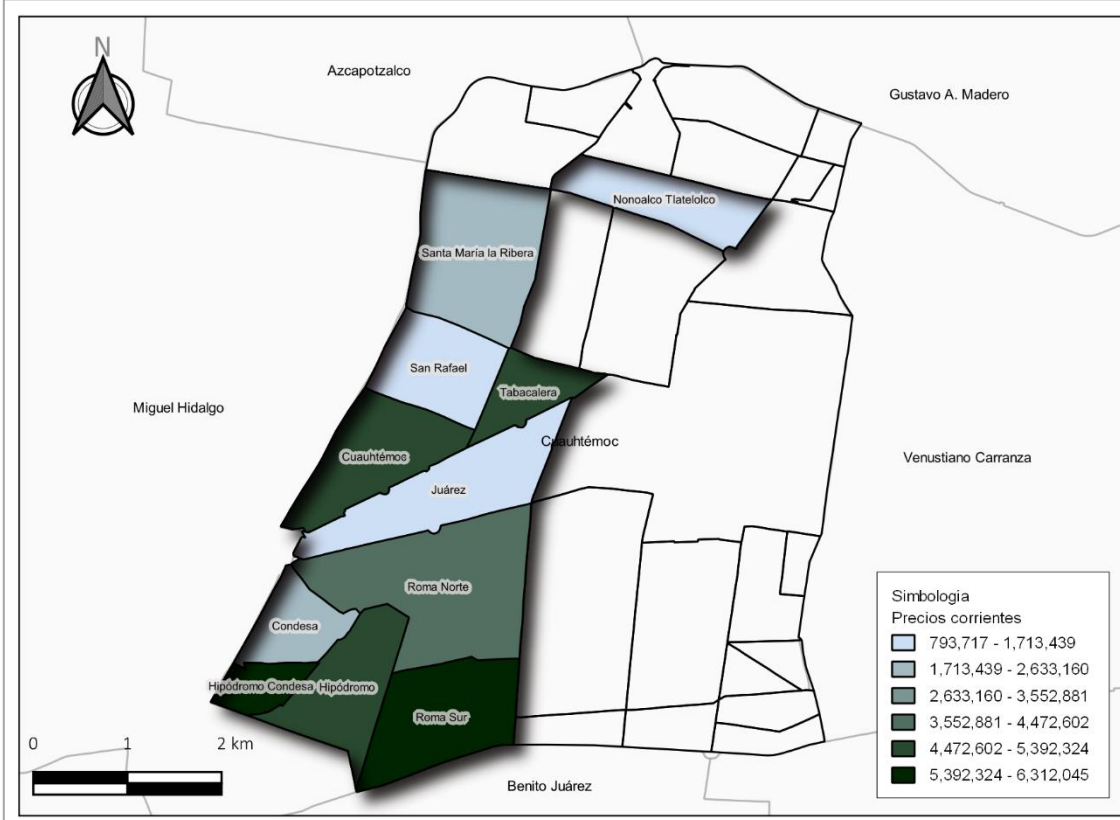 N
Azcapotzalco
Gustavo A. Madero
Nonoalco Tlatelolco
Santa María la Ribera
San Rafael
Tabacalera
Miguel Hidalgo
Cuauhtémoc
Cuauhtémoc
Venustiano Carranza
Juárez
Roma Norte
Condesa
Hipódromo Condesa
Hipódromo
Roma Sur
Benito Juárez
0 1 2 km
Simbologia
Precios corrientes
793,717 - 1,713,439
1,713,439 - 2,633,160
2,633,160 - 3,552,881
3,552,881 - 4,472,602
4,472,602 - 5,392,324
5,392,324 - 6,312,045